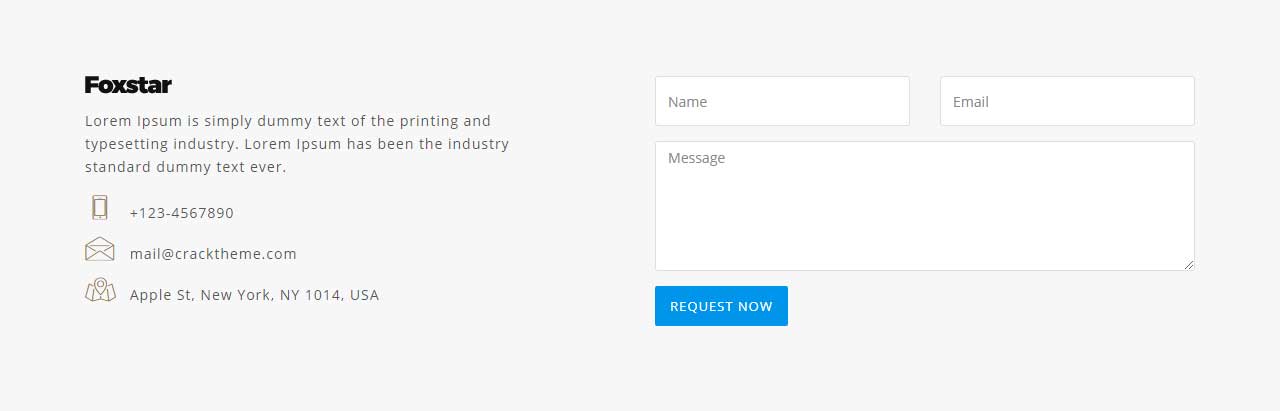 Foxstar
Lorem Ipsum is simply dummy text of the printing and
typesetting industry. Lorem Ipsum has been the industry
standard dummy text ever.
+123-4567890
mail@cracktheme.com
Apple St, New York, NY 1014, USA
Name
Email
Message
REQUEST NOW